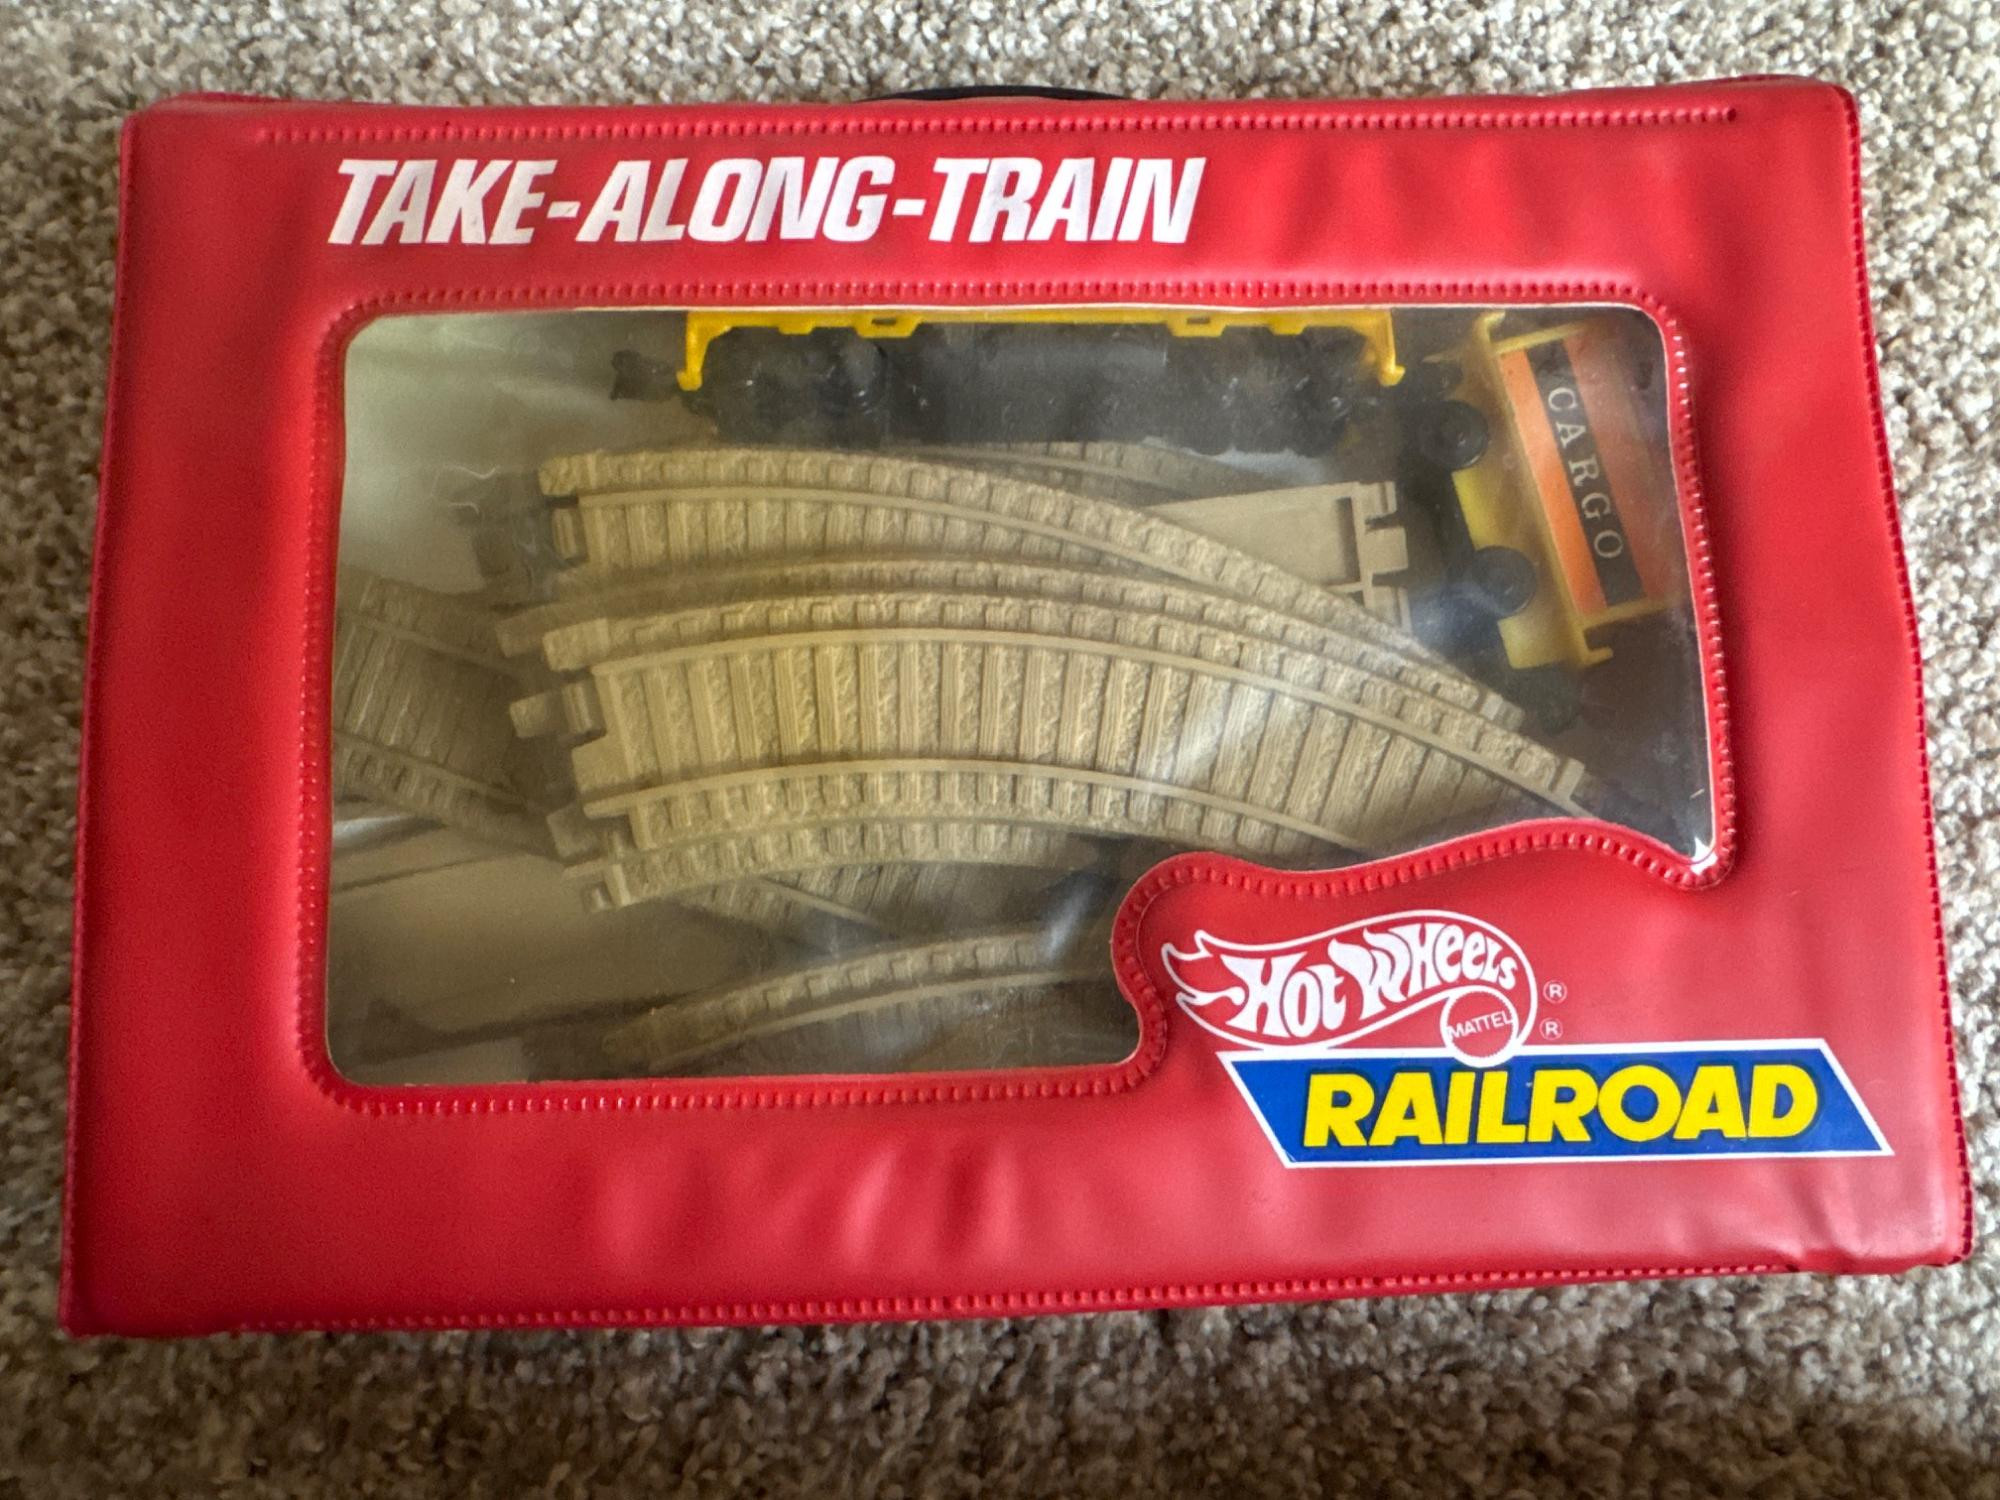 TAKE-ALONG-TRAIN
CARGO
HOT WHEELS ®
MATTEL ®
RAILROAD